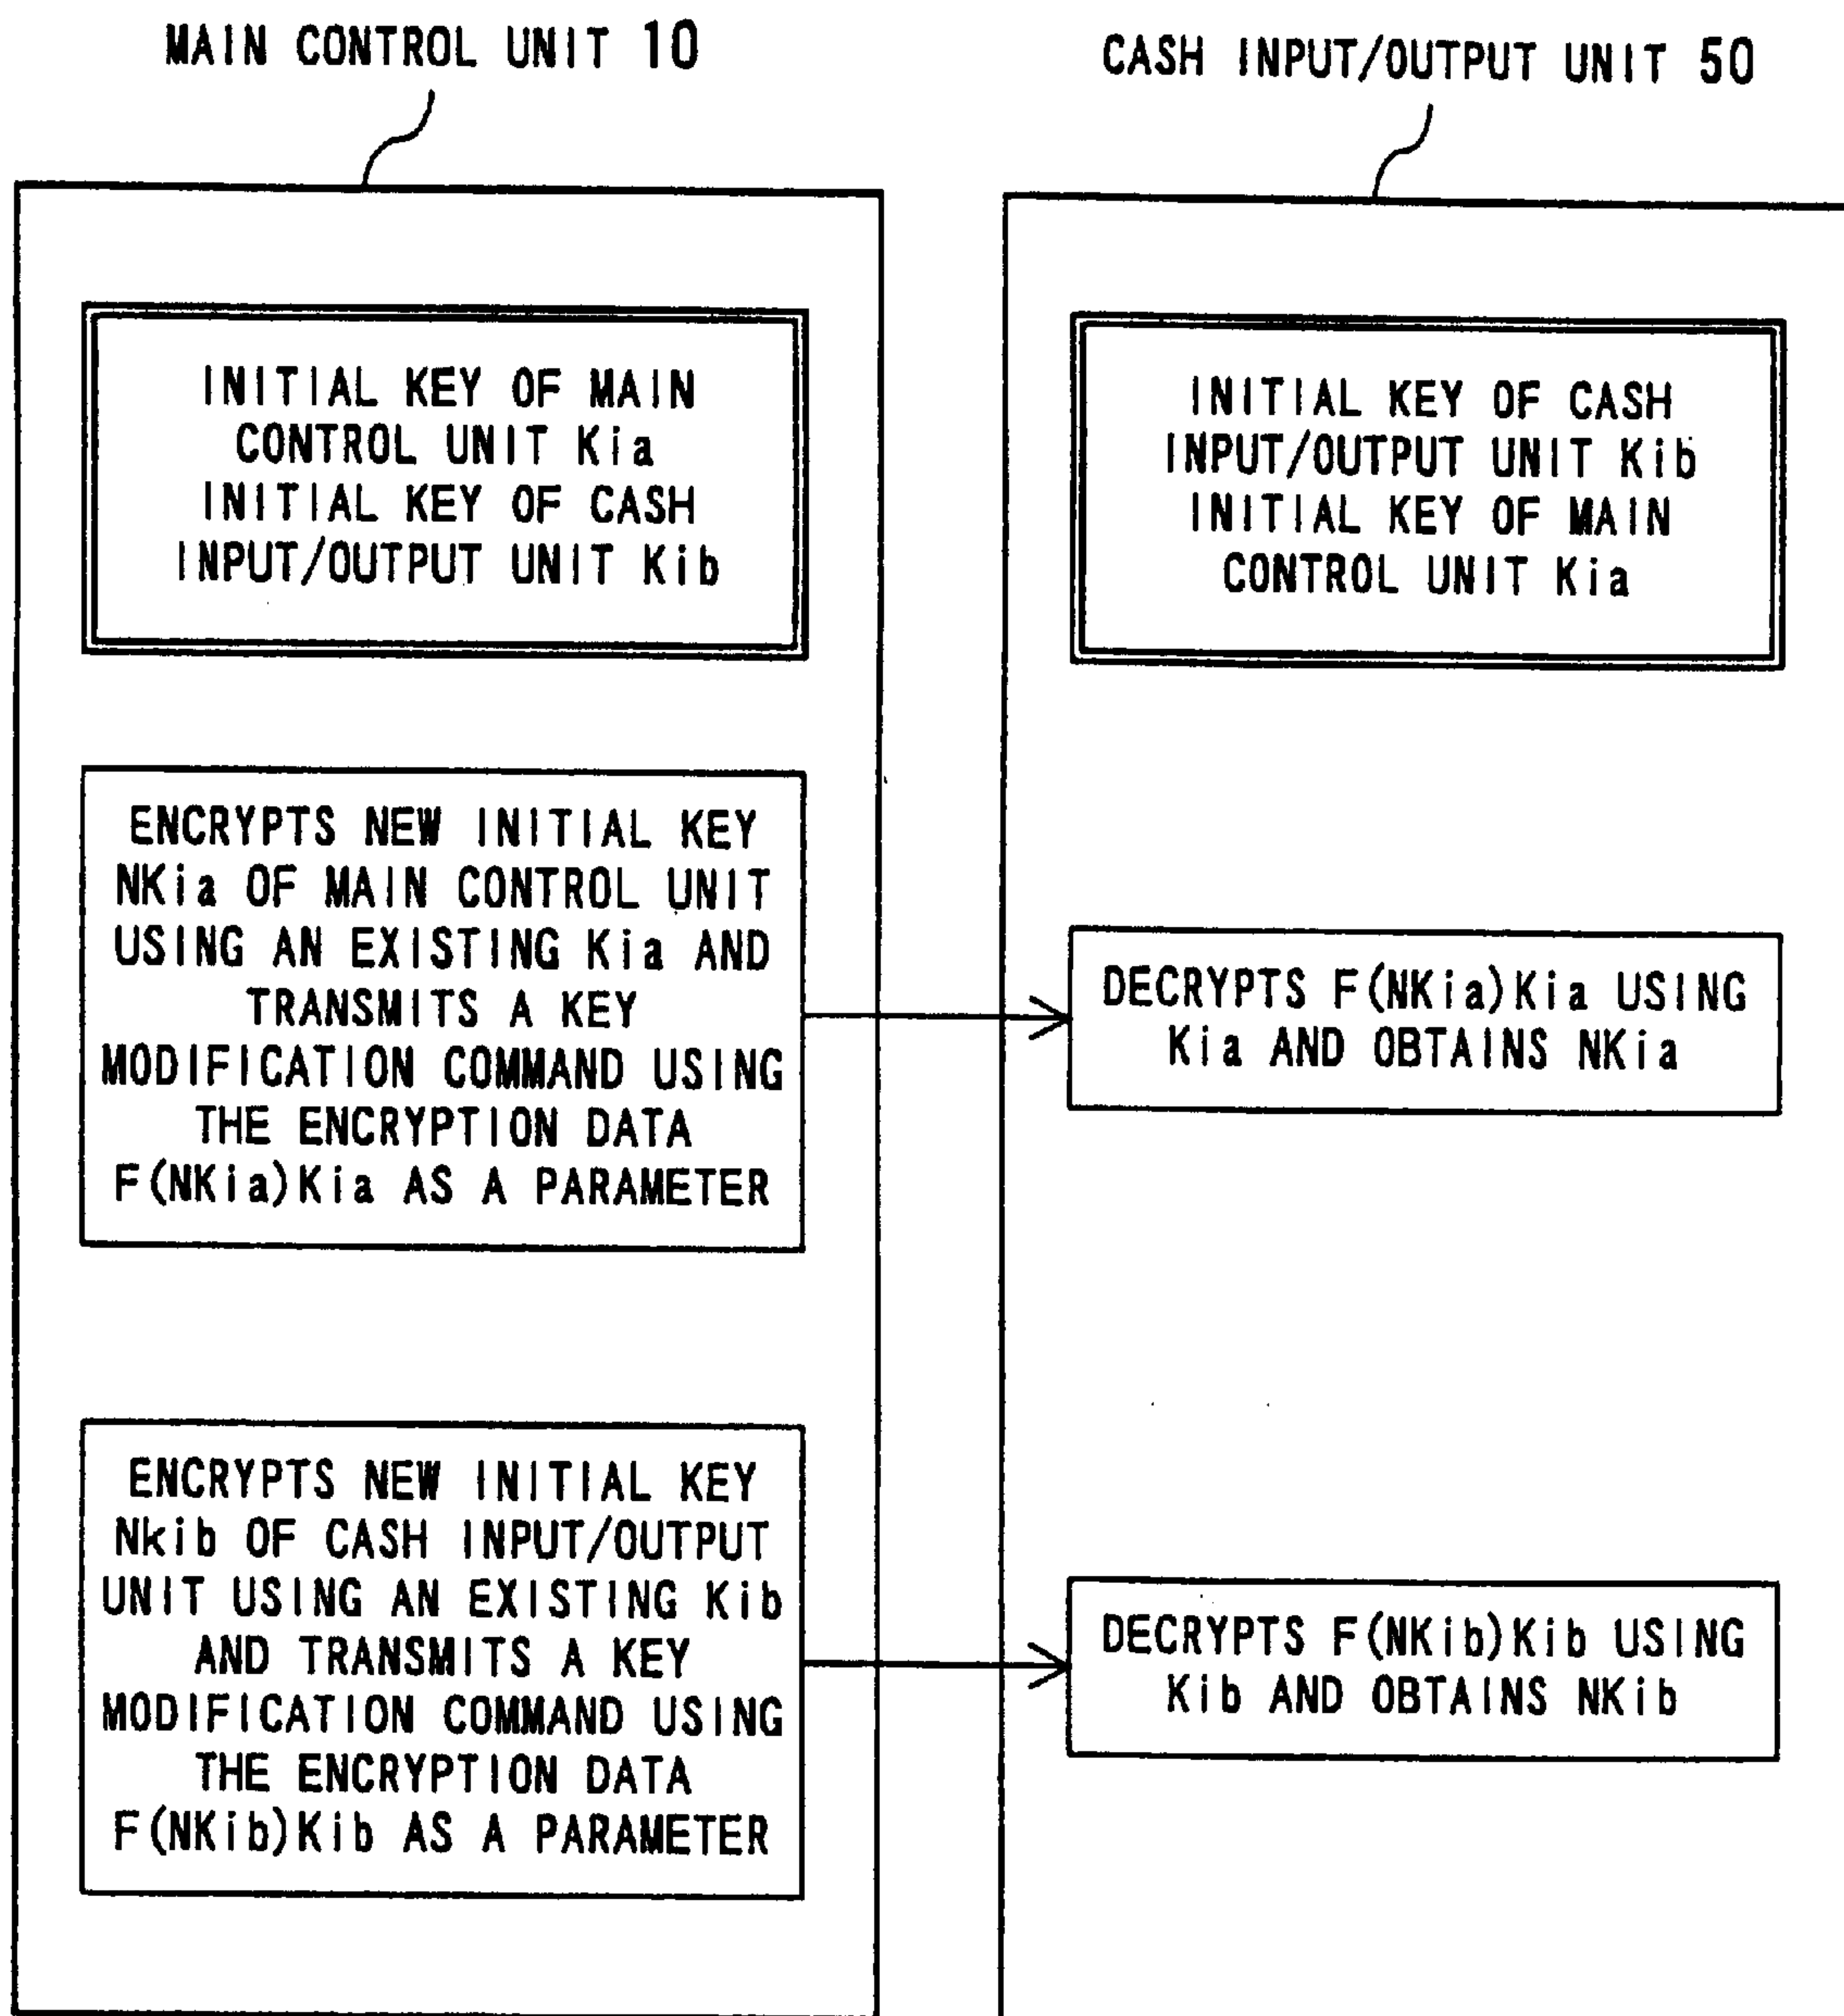 MAIN CONTROL UNIT 10
CASH INPUT/OUTPUT UNIT 50
INITIAL KEY OF MAIN
CONTROL UNIT Kia
INITIAL KEY OF CASH
INPUT/OUTPUT UNIT Kib
INITIAL KEY OF CASH
INPUT/OUTPUT UNIT Kib
INITIAL KEY OF MAIN
CONTROL UNIT Kia
ENCRYPTS NEW INITIAL KEY
NKia OF MAIN CONTROL UNIT
USING AN EXISTING Kia AND
TRANSMITS A KEY
MODIFICATION COMMAND USING
THE ENCRYPTION DATA
F(NKia)Kia AS A PARAMETER
DECRYPTS F(NKia)Kia USING
Kia AND OBTAINS NKia
ENCRYPTS NEW INITIAL KEY
Nkib OF CASH INPUT/OUTPUT
UNIT USING AN EXISTING Kib
AND TRANSMITS A KEY
MODIFICATION COMMAND USING
THE ENCRYPTION DATA
F(NKib)Kib AS A PARAMETER
DECRYPTS F(NKib)Kib USING
Kib AND OBTAINS NKib